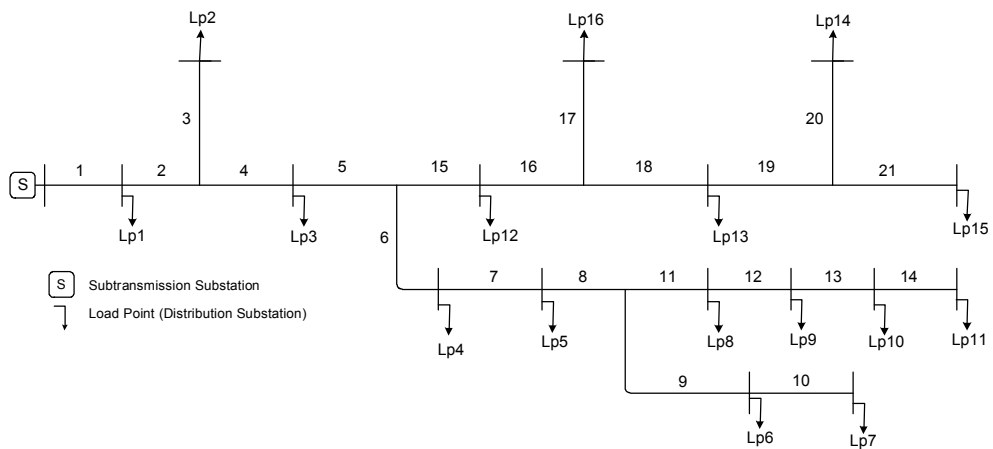 Lp2
Lp16
Lp14
3
17
20
S
1
2
4
5
15
16
18
19
21
Lp1
Lp3
Lp12
Lp13
Lp15
6
S Subtransmission Substation
Load Point (Distribution Substation)
7
8
11
12
13
14
Lp4
Lp5
Lp8
Lp9
Lp10
Lp11
9
10
Lp6
Lp7